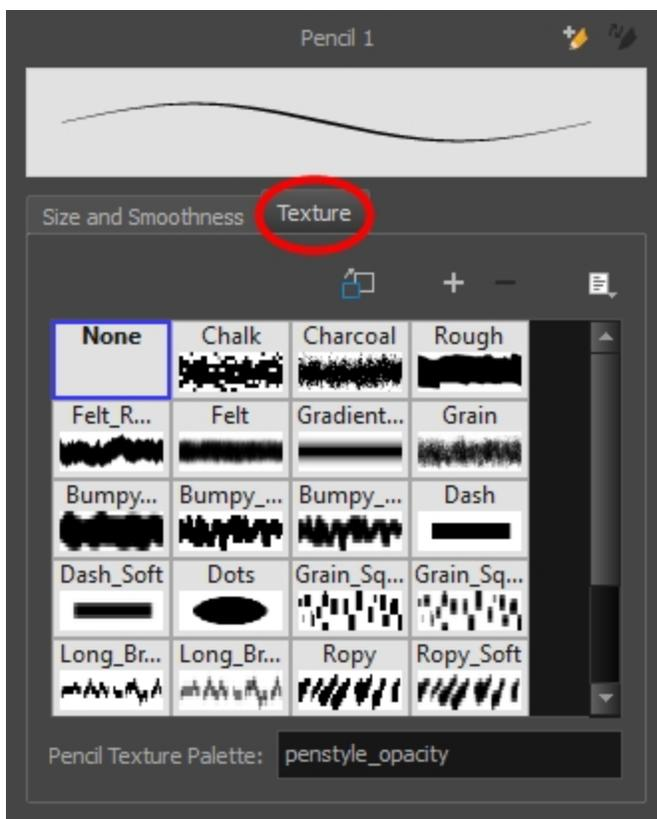 Pencil 1
Size and Smoothness Texture
None Chalk Charcoal Rough
Felt_R... Felt Gradient... Grain
Bumpy... Bumpy_... Bumpy_... Dash
Dash_Soft Dots Grain_Sq... Grain_Sq...
Long_Br... Long_Br... Ropy Ropy_Soft
Pencil Texture Palette: penstyle_opacity